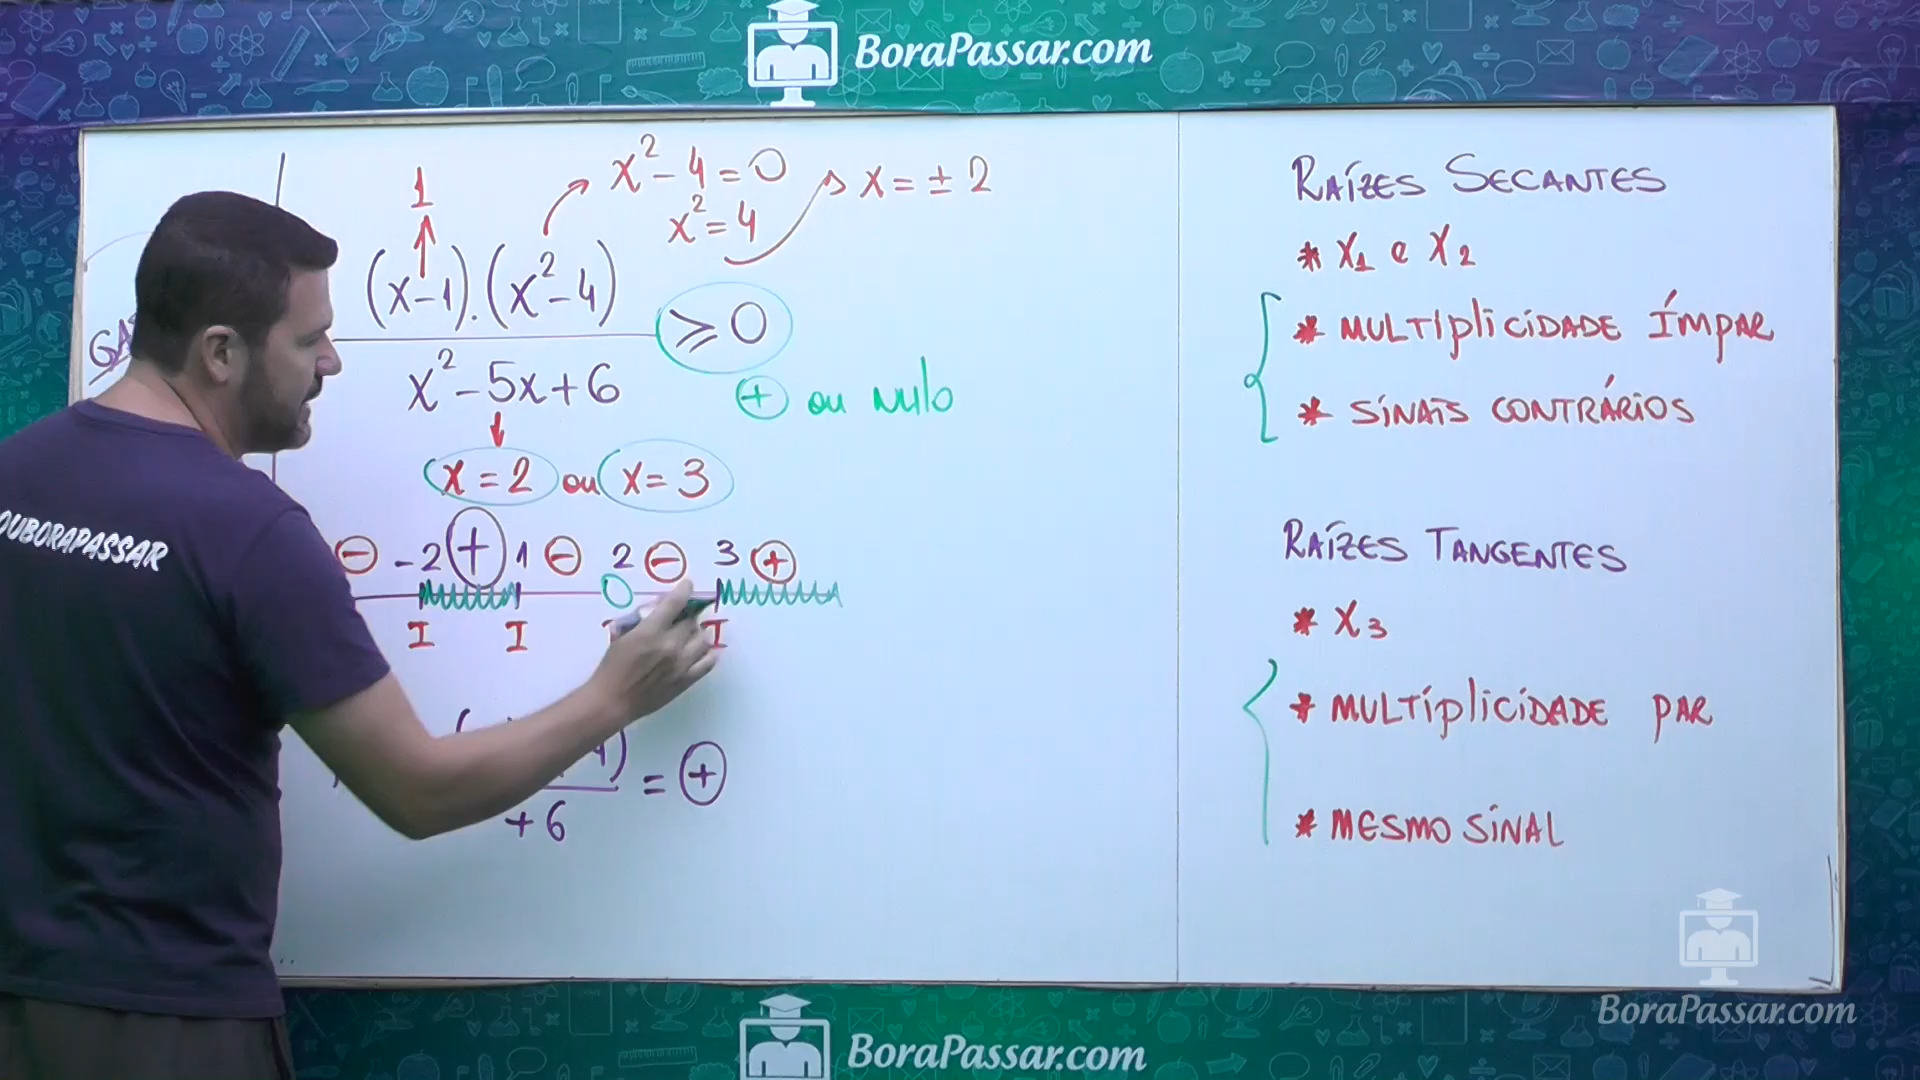 BoraPassar.com
1
x² - 4 = 0
x² = 4
x = ± 2
(x-1).(x²-4)
x² - 5x + 6
≥ 0
+ ou nulo
x = 2 ou x = 3
- -2 + 1 - 2 - 3 +
I I I
+ 6
= +
RAÍZES SECANTES
* X₁ e X₂
* MULTIPLICIDADE ÍMPAR
* SINAIS CONTRÁRIOS
RAÍZES TANGENTES
* X₃
* MULTIPLICIDADE PAR
* MESMO SINAL
OUBORAPASSAR
BoraPassar.com
BoraPassar.com